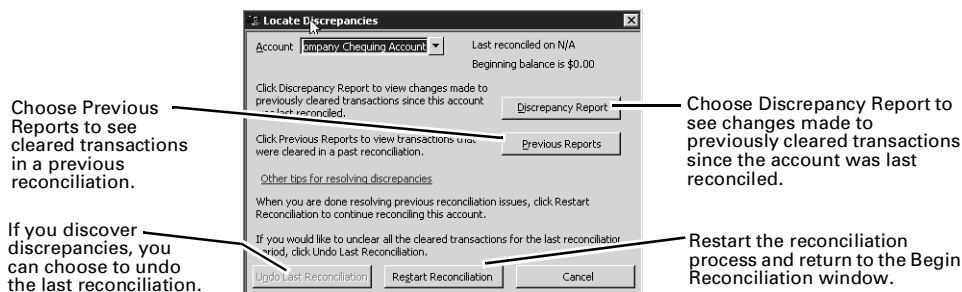 Locate Discrepancies
Account ompany Chequing Account
Last reconciled on N/A
Beginning balance is $0.00
Click Discrepancy Report to view changes made to
previously cleared transactions since this account
last reconciled.
Discrepancy Report
Click Previous Reports to view transactions that
were cleared in a past reconciliation.
Previous Reports
Other tips for resolving discrepancies
When you are done resolving previous reconciliation issues, click Restart
Reconciliation to continue reconciling this account.
If you would like to unclear all the cleared transactions for the last reconciliation
period, click Undo Last Reconciliation.
Undo Last Reconciliation
Restart Reconciliation
Cancel
Choose Previous
Reports to see
cleared transactions
in a previous
reconciliation.
If you discover
discrepancies, you
can choose to undo
the last reconciliation.
Choose Discrepancy Report to
see changes made to
previously cleared transactions
since the account was last
reconciled.
Restart the reconciliation
process and return to the Begin
Reconciliation window.